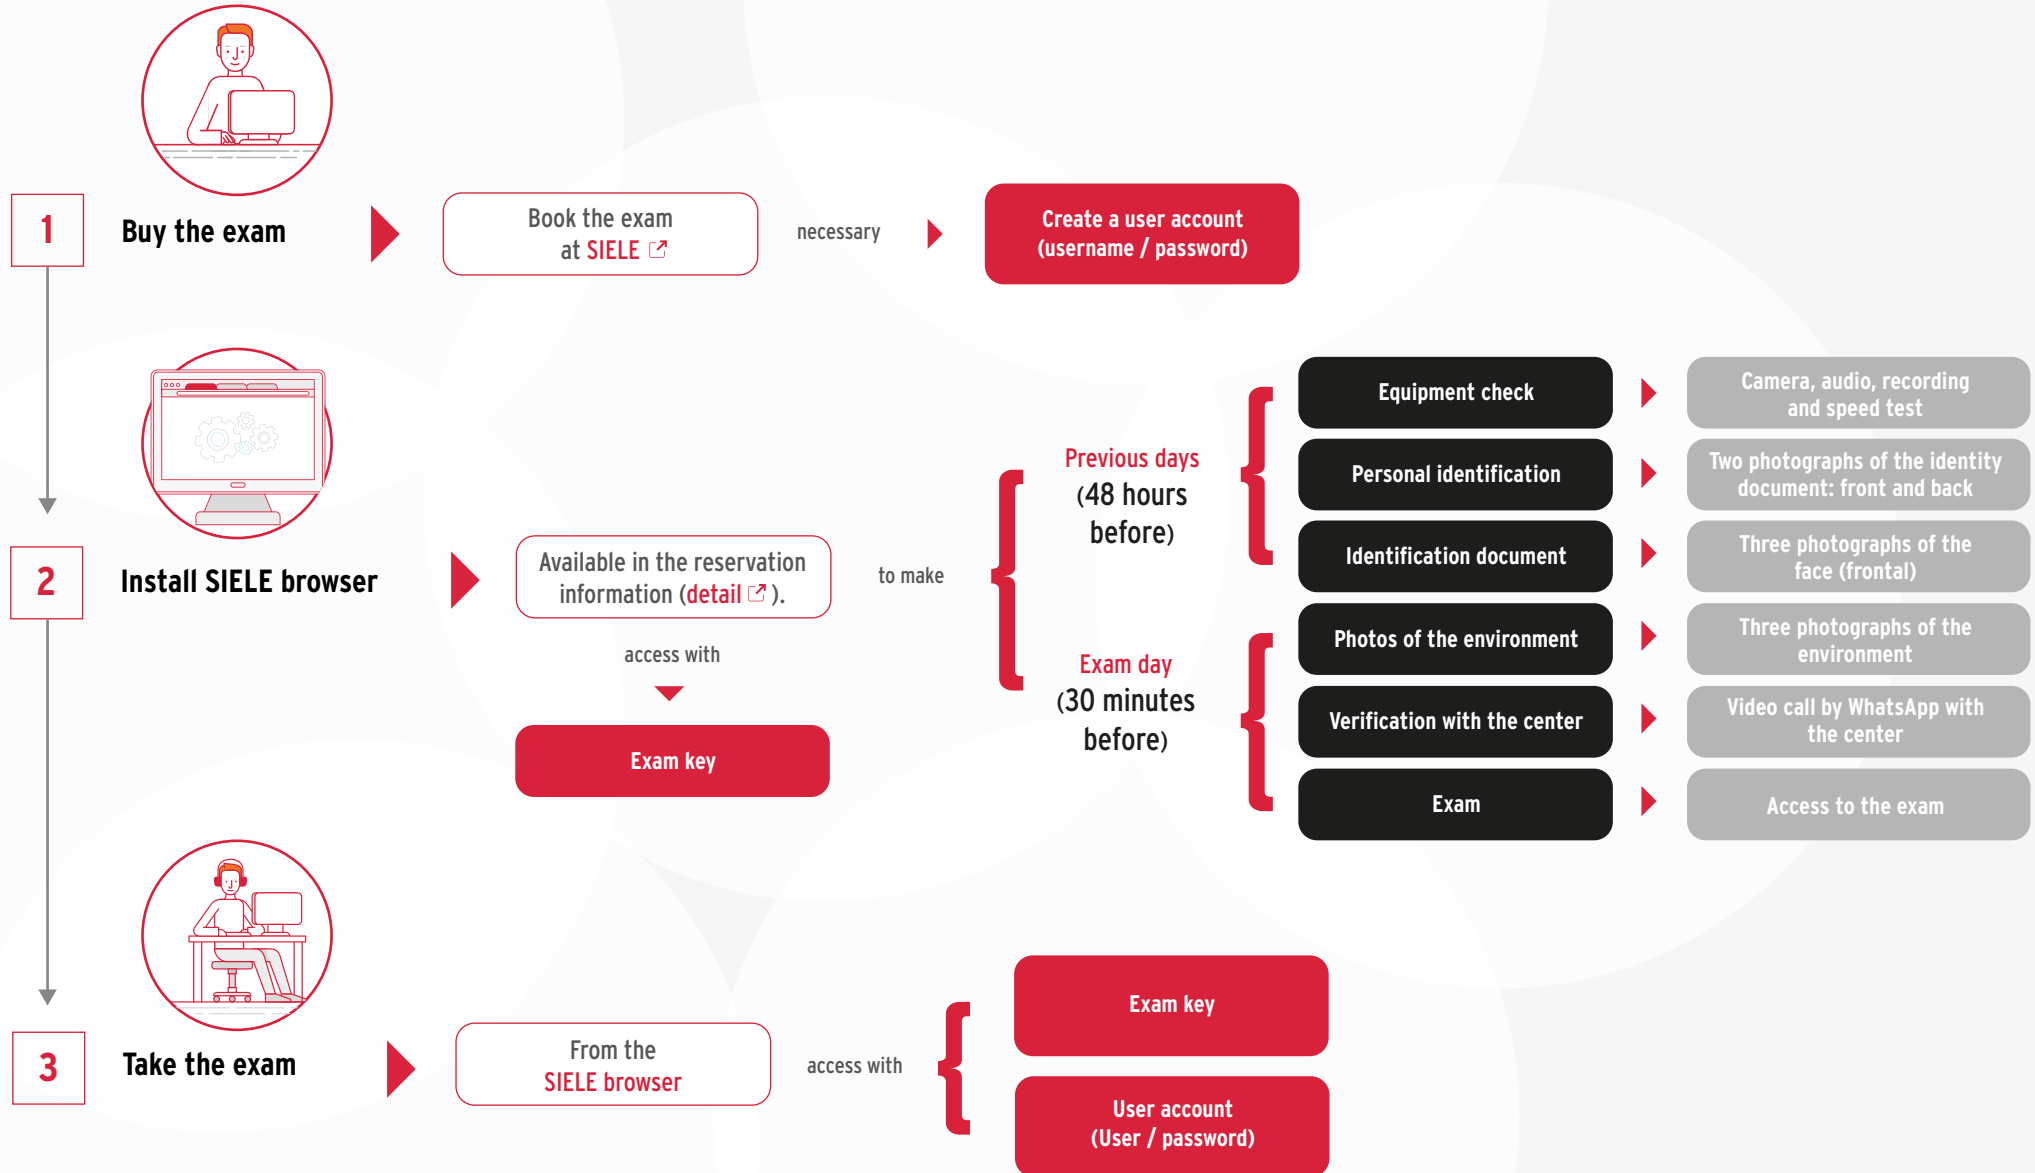 1
Buy the exam
Book the exam
at SIELE
necessary
Create a user account
(username / password)
2
Install SIELE browser
Available in the reservation
information (detail ).
access with
Exam key
to make
Previous days
(48 hours
before)
Equipment check
Camera, audio, recording
and speed test
Personal identification
Two photographs of the identity
document: front and back
Identification document
Three photographs of the
face (frontal)
Exam day
(30 minutes
before)
Photos of the environment
Three photographs of the
environment
Verification with the center
Video call by WhatsApp with
the center
Exam
Access to the exam
3
Take the exam
From the
SIELE browser
access with
Exam key
User account
(User / password)